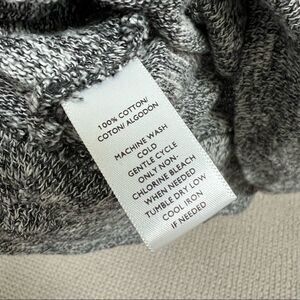 100% COTTON/
COTON/ ALGODON
MACHINE WASH
COLD
GENTLE CYCLE
ONLY NON-
CHLORINE BLEACH
WHEN NEEDED
TUMBLE DRY LOW
COOL IRON
IF NEEDED